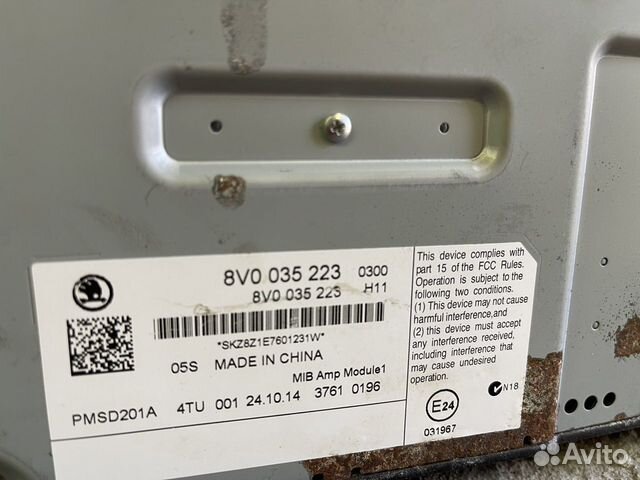 8V0 035 223 0300
8V0 035 223 H11
*SKZ8Z1E7601231W*
05S MADE IN CHINA
MIB Amp Module1
PMSD201A 4TU 001 24.10.14 3761 0196
This device complies with
part 15 of the FCC Rules.
Operation is subject to the
following two conditions.
(1) This device may not cause
harmful interference,and
(2) this device must accept
any interference received,
including interference that
may cause undesired
operation.
N18
E24
031967
Avito